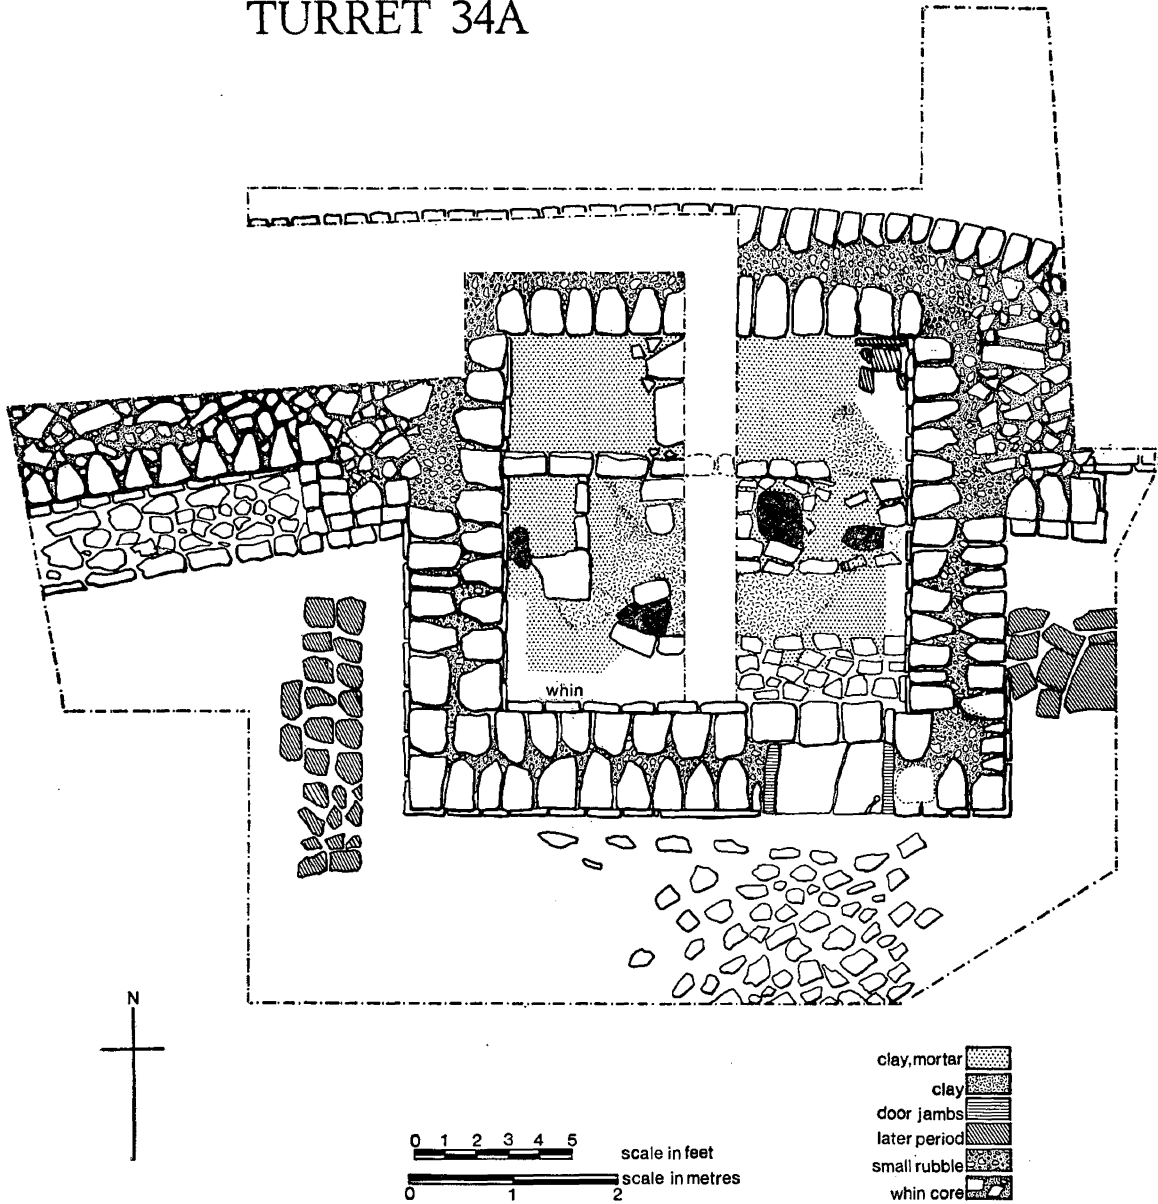 TURRET 34A
whin
N
0 1 2 3 4 5
scale in feet
scale in metres
0 1 2
clay, mortar
clay
door jambs
later period
small rubble
whin core